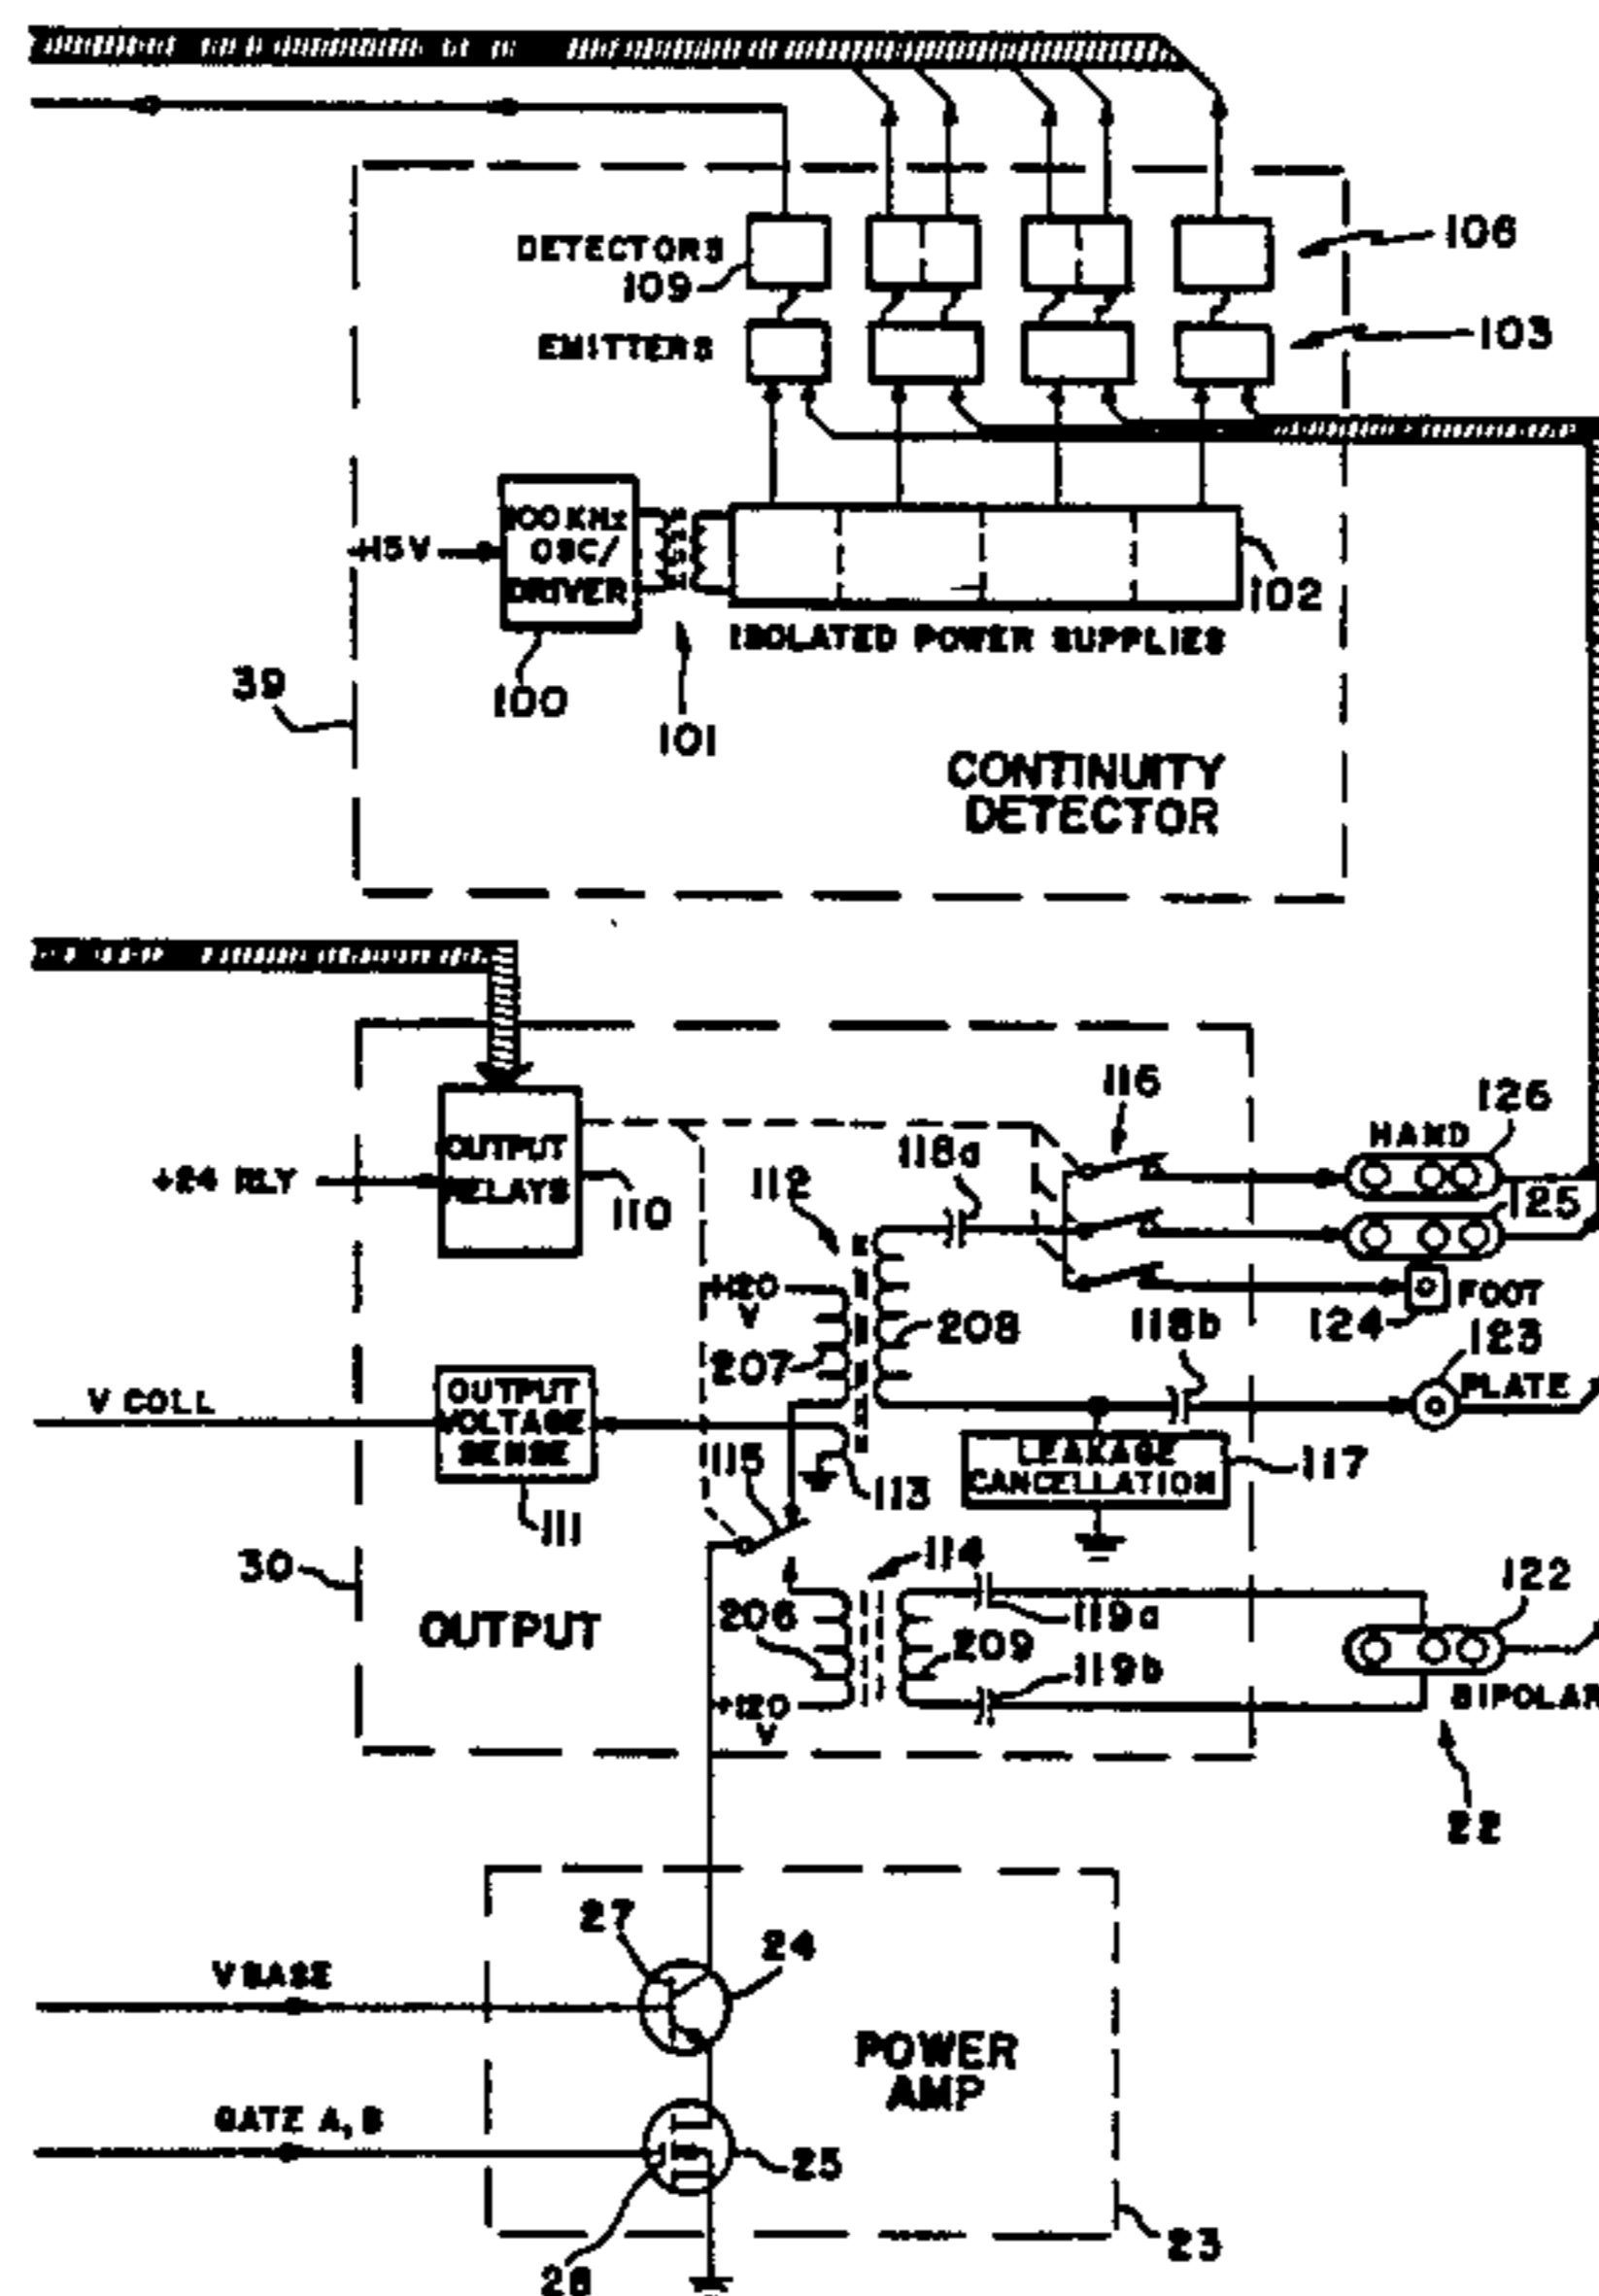 DETECTORS
109
106
EMITTERS
103
+15V
100 KHz
OSC/
DRIVER
102
ISOLATED POWER SUPPLIES
39
100
101
CONTINUITY
DETECTOR
116
126
HAND
118a
OUTPUT
RELAYS
+24 RLY
112
110
125
+120
V
208
118b
FOOT
124
123
207
PLATE
V COLL
OUTPUT
VOLTAGE
SENSE
115
LEAKAGE
CANCELLATION
117
113
111
114
30
122
206
119a
OUTPUT
209
119b
+120
V
BIPOLAR
22
27
24
V BASE
POWER
AMP
GATE A, B
25
23
28